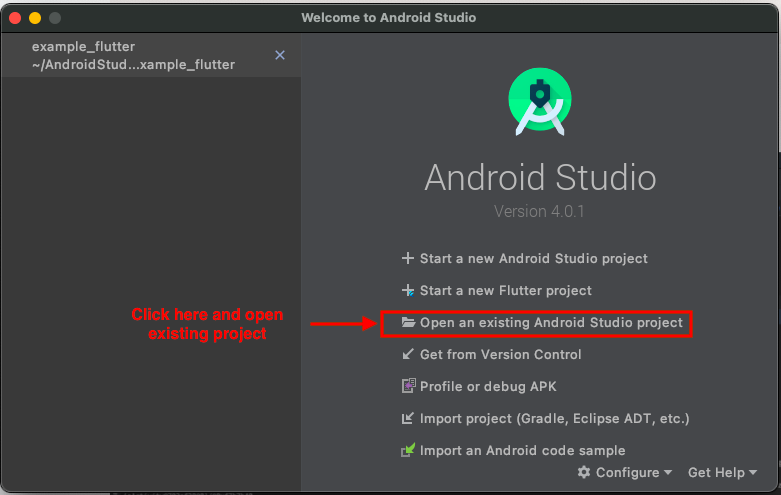 Welcome to Android Studio
example_flutter
~/AndroidStud...xample_flutter
Android Studio
Version 4.0.1
Start a new Android Studio project
Start a new Flutter project
Click here and open
existing project
Open an existing Android Studio project
Get from Version Control
Profile or debug APK
Import project (Gradle, Eclipse ADT, etc.)
Import an Android code sample
Configure
Get Help